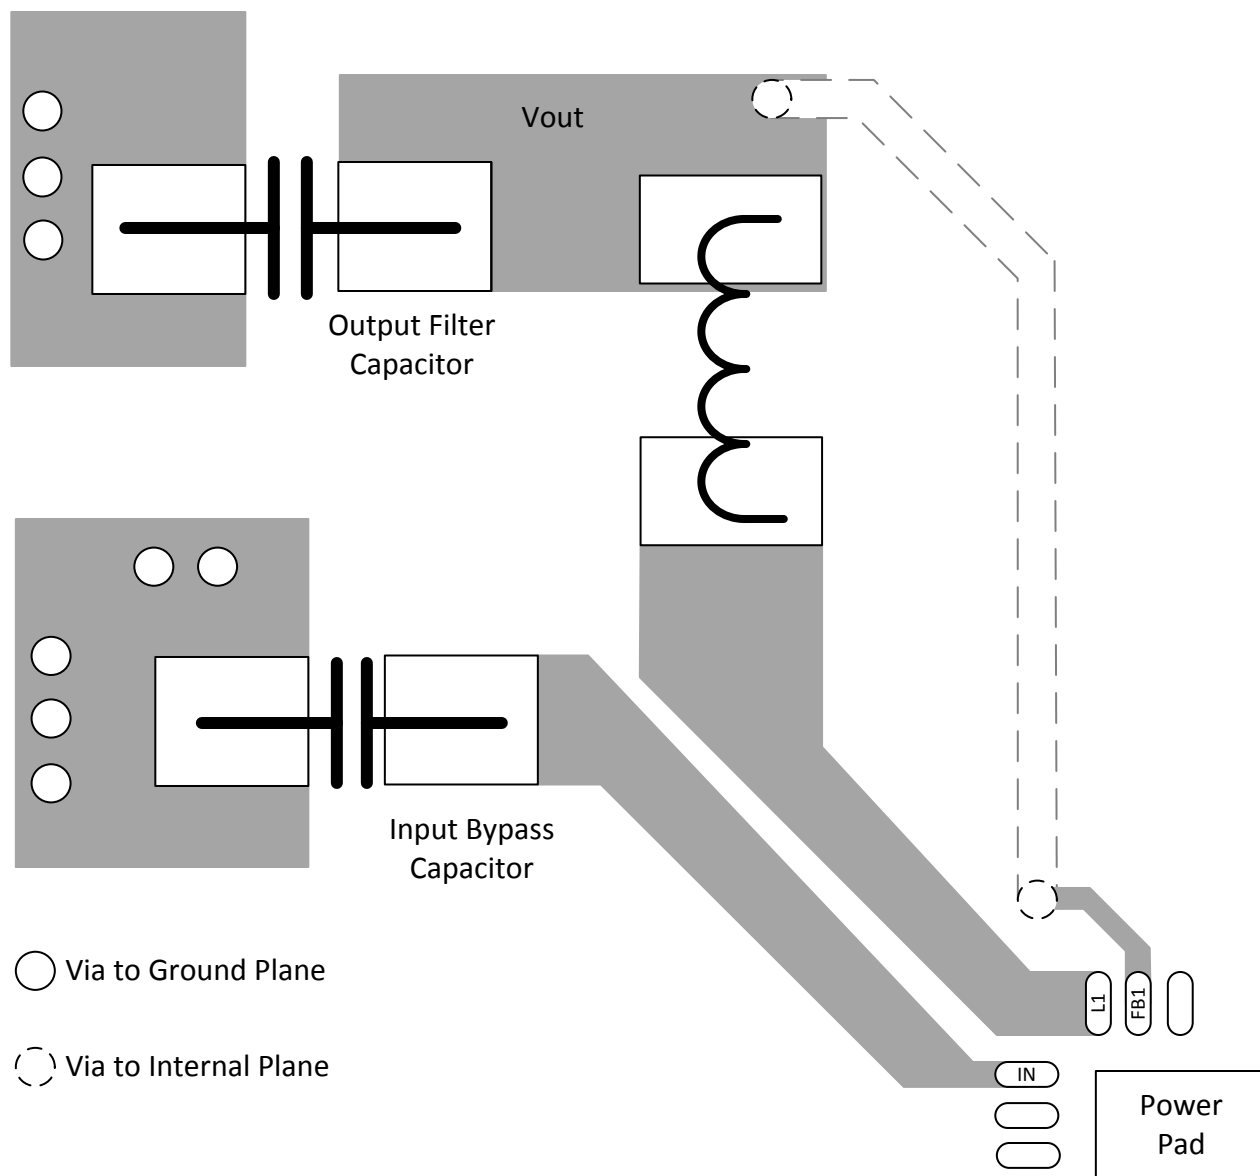 Vout
Output Filter
Capacitor
Input Bypass
Capacitor
Via to Ground Plane
Via to Internal Plane
L1
FB1
IN
Power
Pad